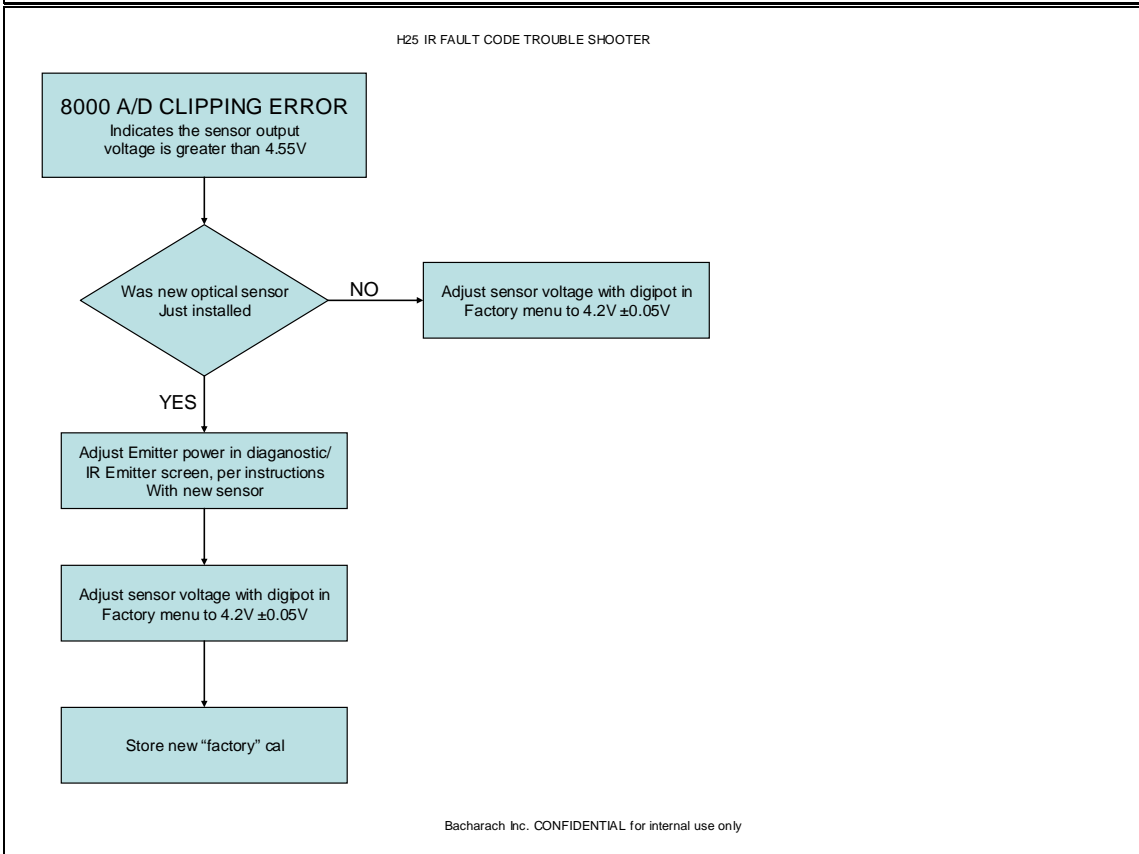 H25 IR FAULT CODE TROUBLE SHOOTER
8000 A/D CLIPPING ERROR
Indicates the sensor output
voltage is greater than 4.55V
Was new optical sensor
Just installed
NO
Adjust sensor voltage with digipot in
Factory menu to 4.2V ±0.05V
YES
Adjust Emitter power in diaganostic/
IR Emitter screen, per instructions
With new sensor
Adjust sensor voltage with digipot in
Factory menu to 4.2V ±0.05V
Store new “factory” cal
Bacharach Inc. CONFIDENTIAL for internal use only